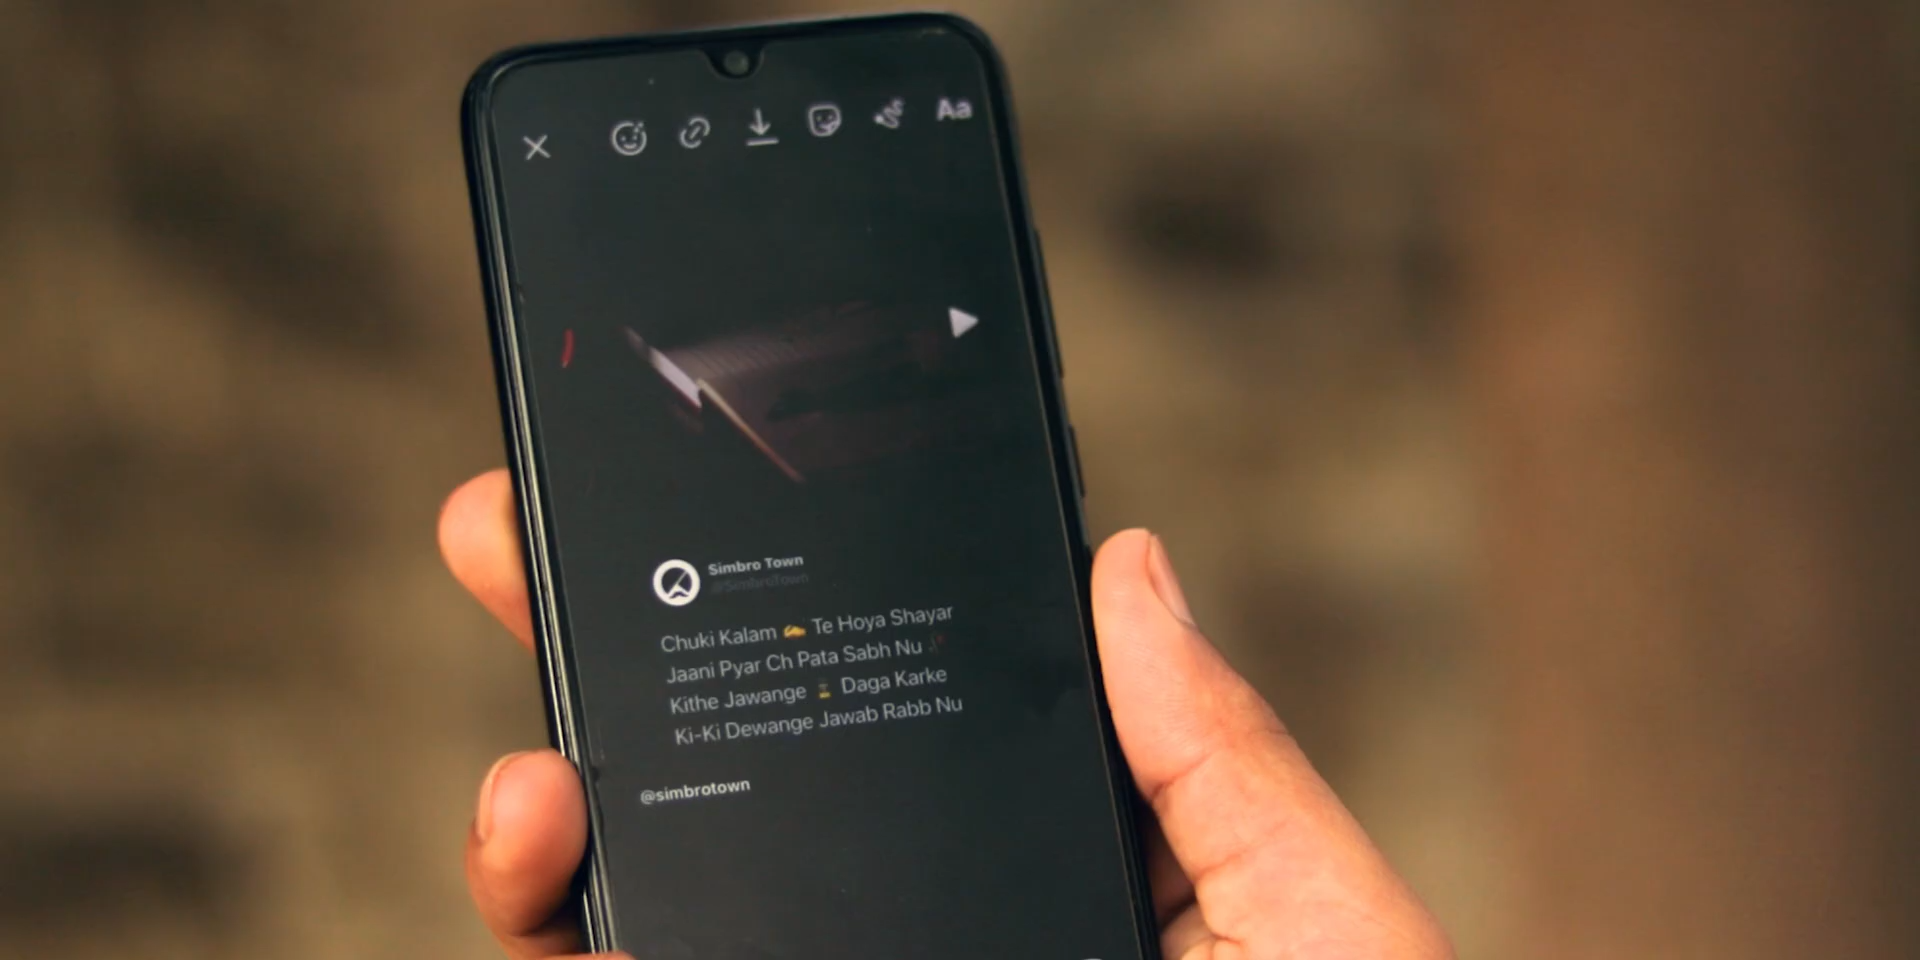 Aa
Simbro Town
@SimbroTown
Chuki Kalam ✍️ Te Hoya Shayar
Jaani Pyar Ch Pata Sabh Nu 🥀
Kithe Jawange ⏳ Daga Karke
Ki-Ki Dewange Jawab Rabb Nu
@simbrotown